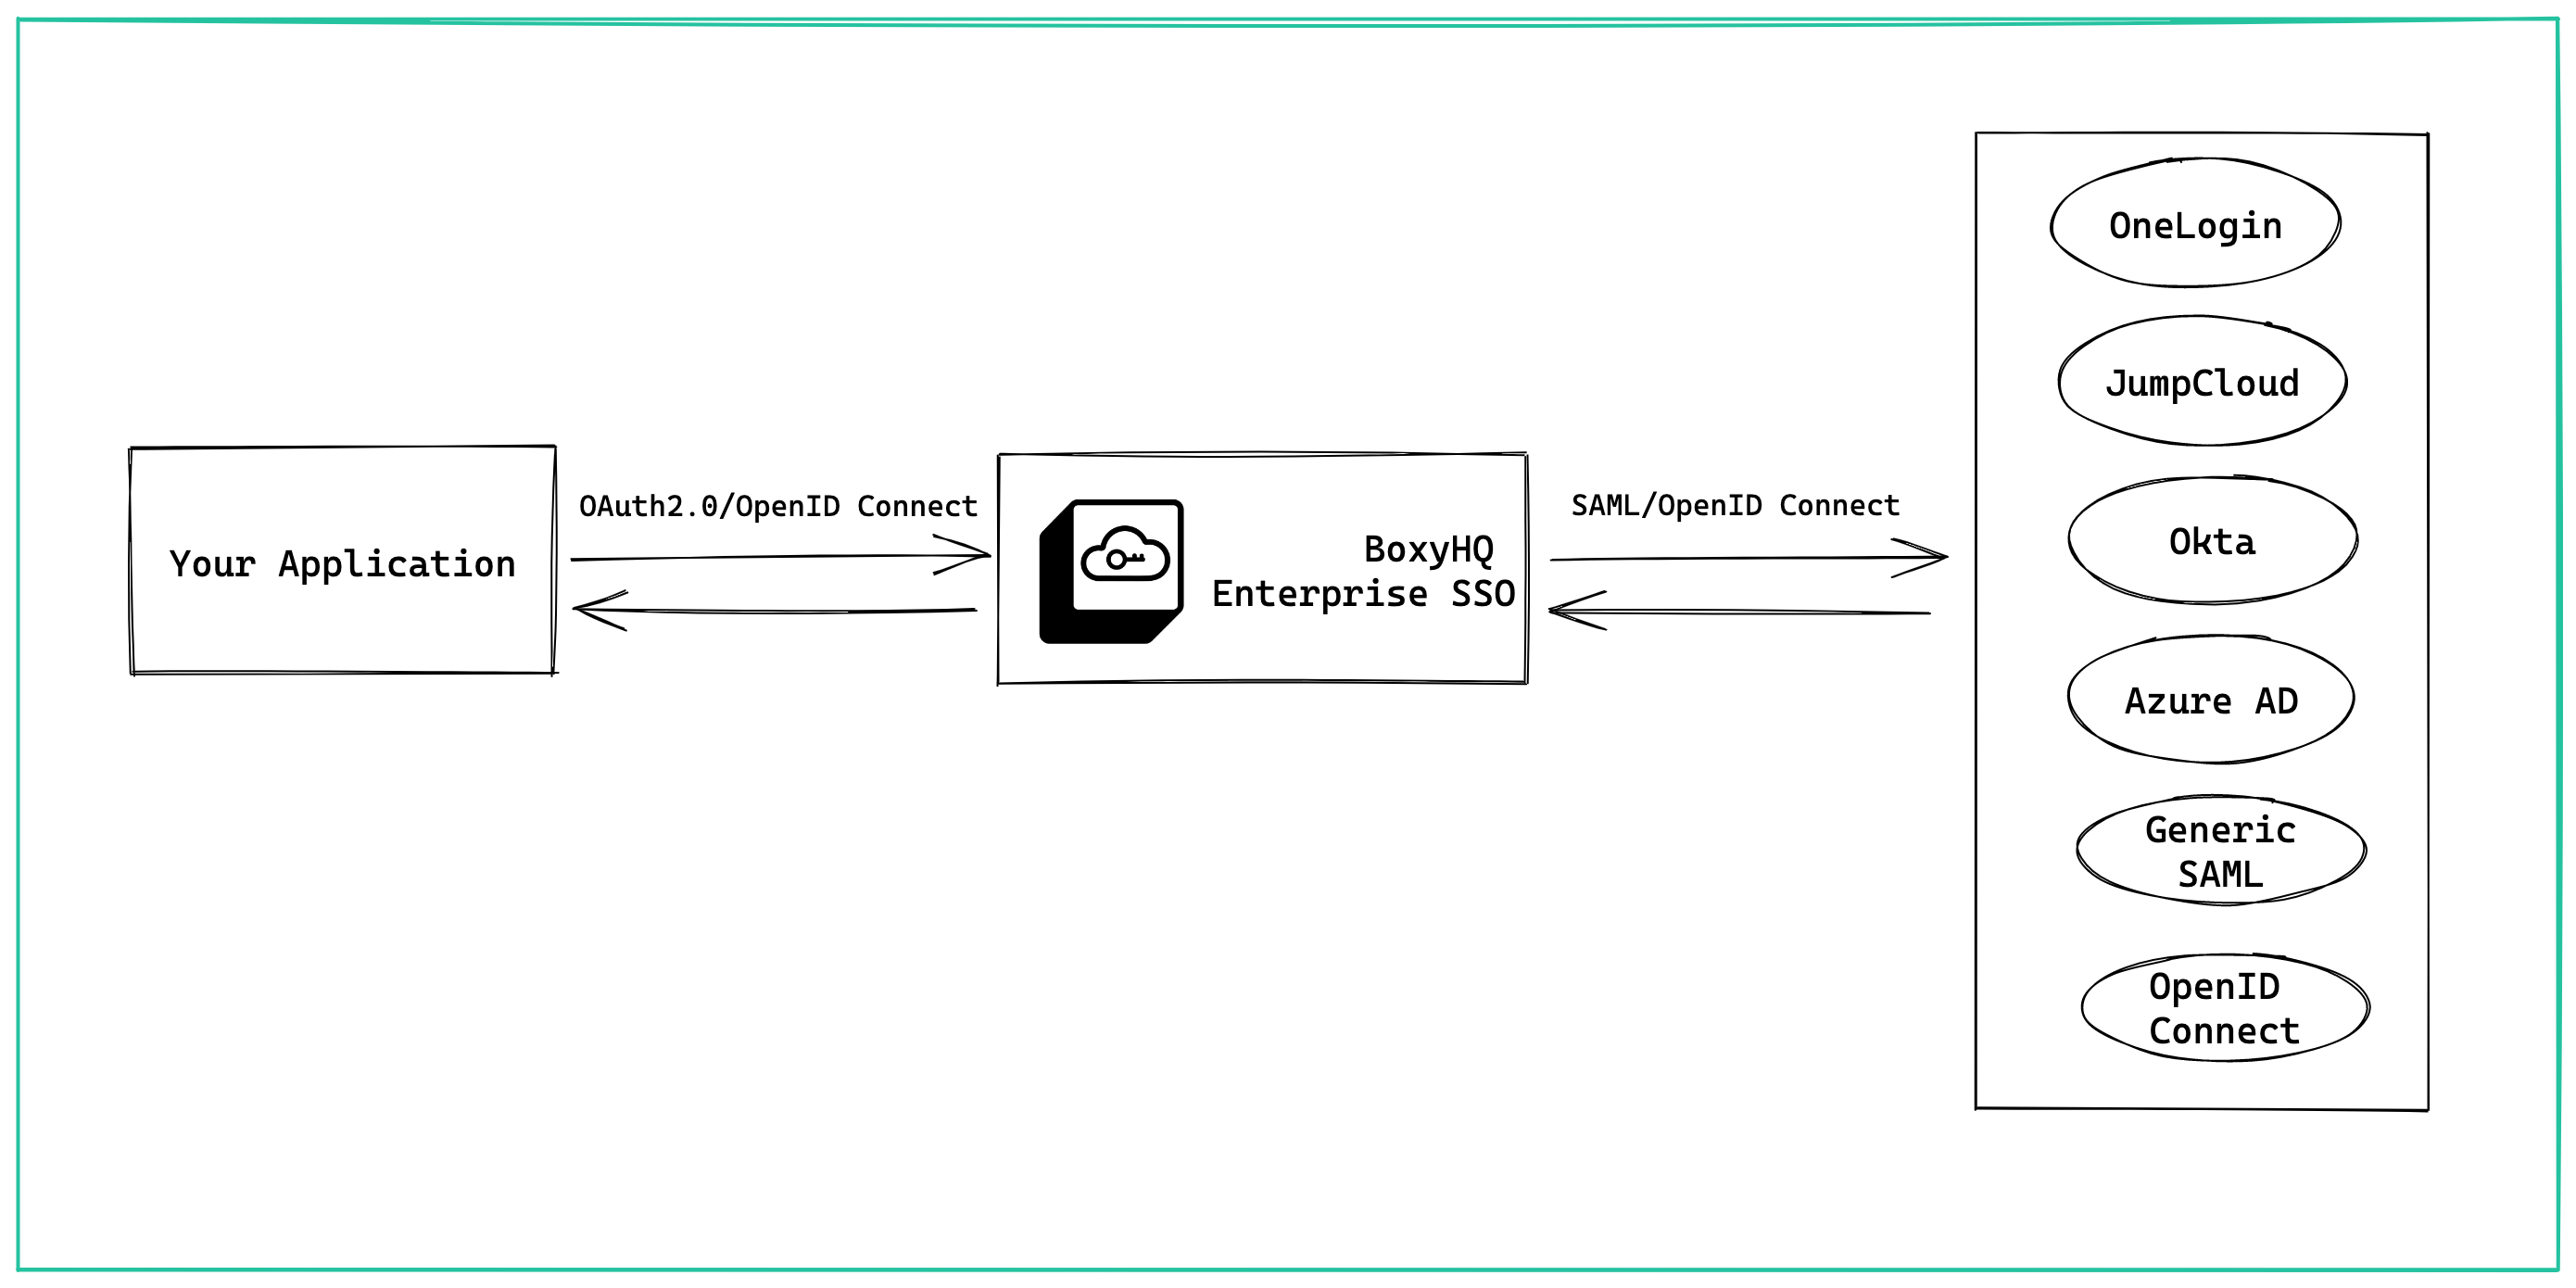 Your Application
OAuth2.0/OpenID Connect
BoxyHQ
Enterprise SSO
SAML/OpenID Connect
OneLogin
JumpCloud
Okta
Azure AD
Generic
SAML
OpenID
Connect